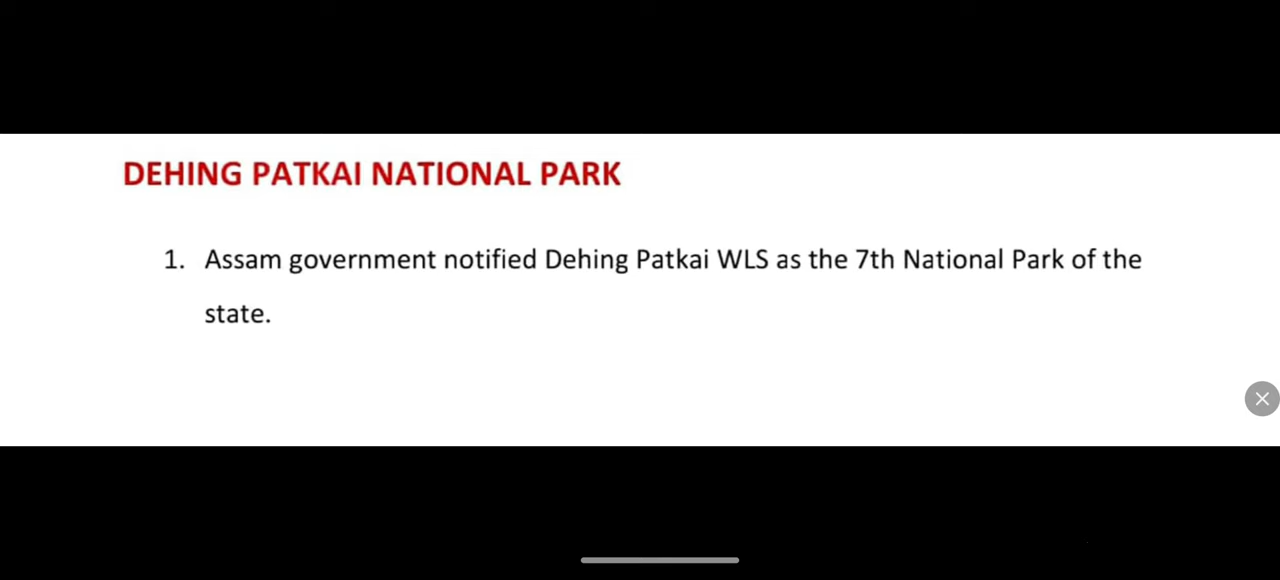 DEHING PATKAI NATIONAL PARK
1. Assam government notified Dehing Patkai WLS as the 7th National Park of the
state.